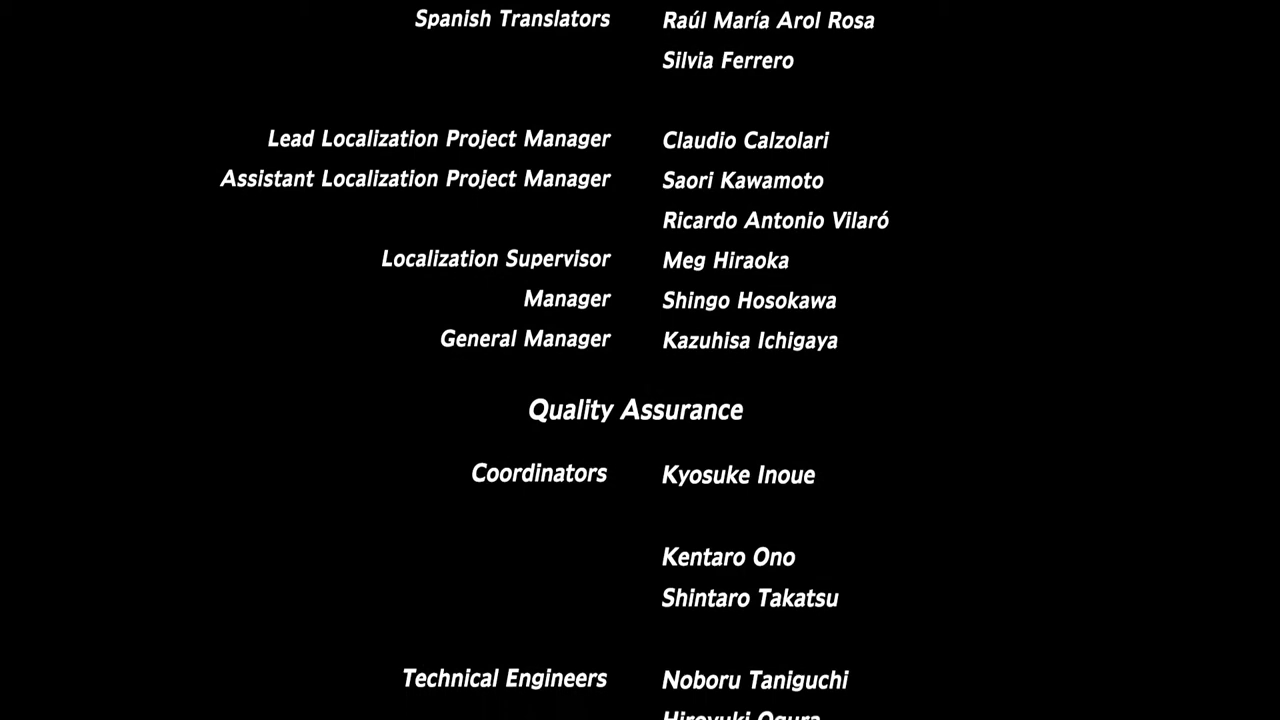 Spanish Translators Raúl María Arol Rosa
Silvia Ferrero
Lead Localization Project Manager Claudio Calzolari
Assistant Localization Project Manager Saori Kawamoto
Ricardo Antonio Vilaró
Localization Supervisor Meg Hiraoka
Manager Shingo Hosokawa
General Manager Kazuhisa Ichigaya
Quality Assurance
Coordinators Kyosuke Inoue
Kentaro Ono
Shintaro Takatsu
Technical Engineers Noboru Taniguchi
Hiroyuki Ogura